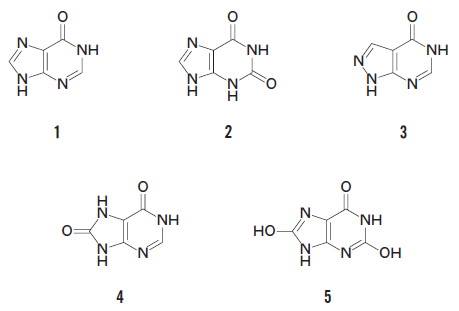 O O O
N NH N NH NH
N
N N N N O N N
H H H H
1 2 3
O O
H
N NH N NH
O HO
N N N N OH
H H
4 5